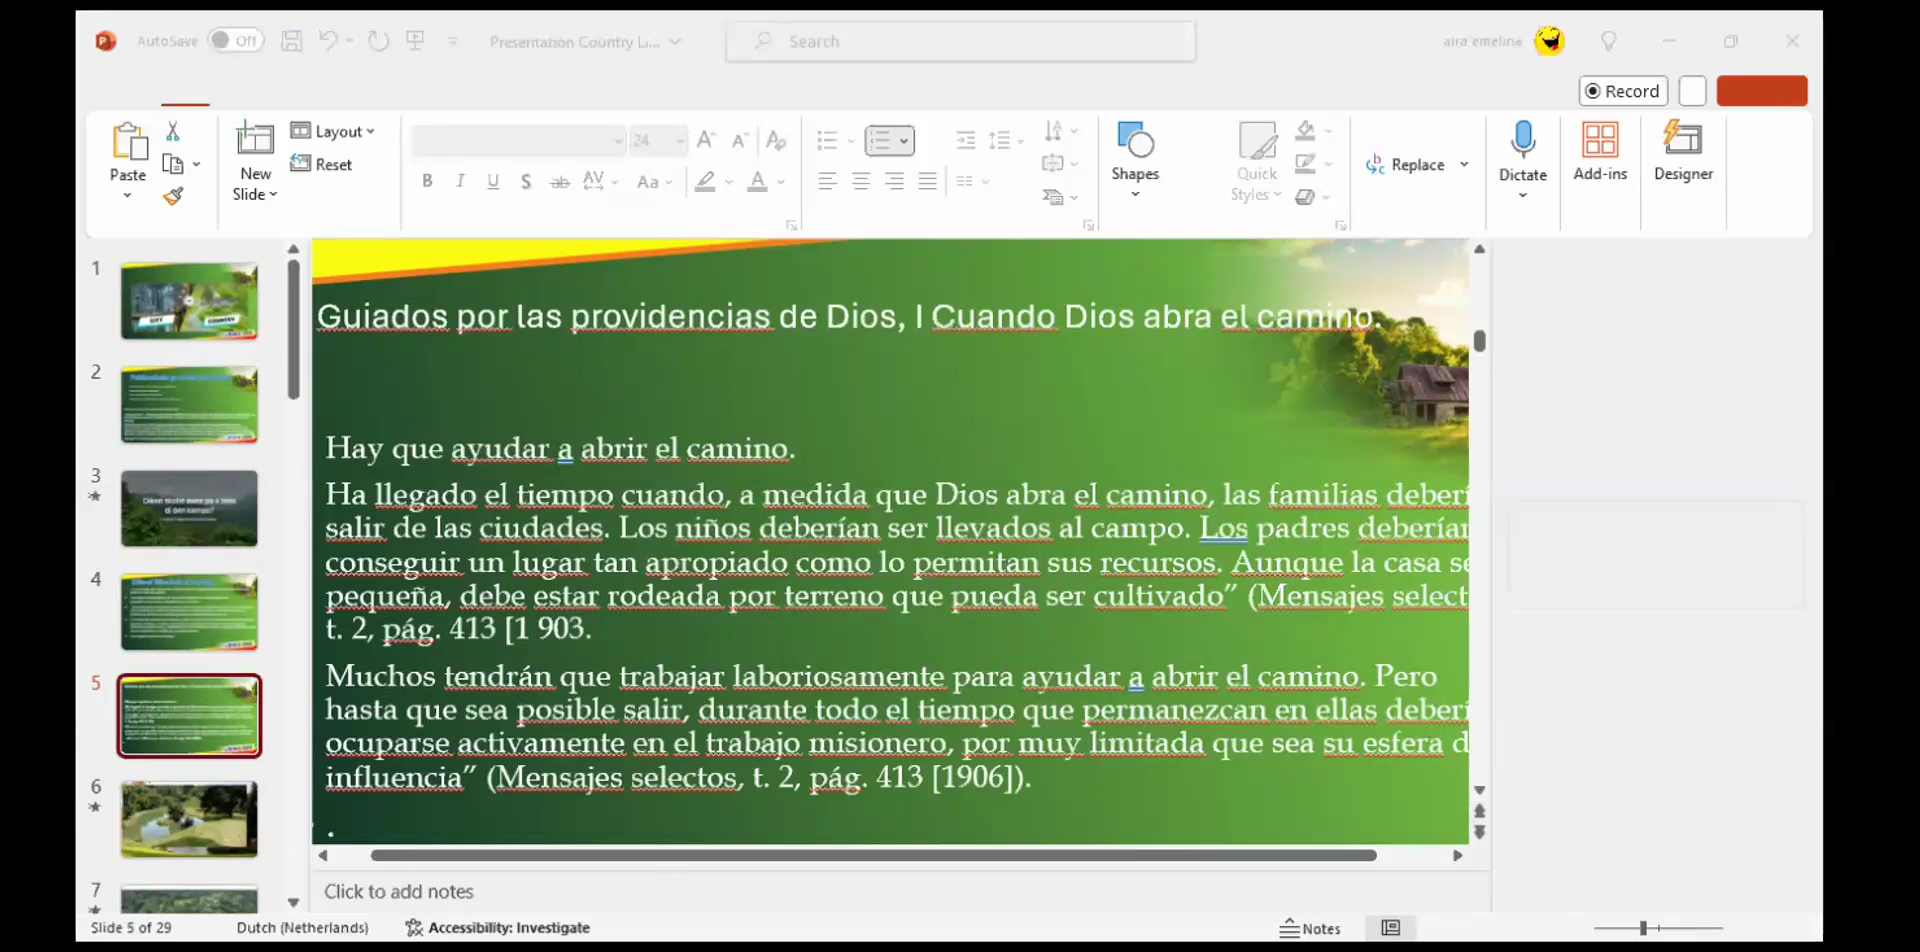 AutoSave Off Presentation Country Li... Search aira emelina
Record
Paste
New
Slide
Layout
Reset
24
B I U S ab AV Aa A
Shapes
Quick
Styles
Replace
Dictate
Add-ins
Designer
1
2
3
4
5
6
7
CITY COUNTRY
Guiados por las providencias de Dios, I Cuando Dios abra el camino.
Hay que ayudar a abrir el camino.
Ha llegado el tiempo cuando, a medida que Dios abra el camino, las familias deberí
salir de las ciudades. Los niños deberían ser llevados al campo. Los padres deberían
conseguir un lugar tan apropiado como lo permitan sus recursos. Aunque la casa se
pequeña, debe estar rodeada por terreno que pueda ser cultivado” (Mensajes select
t. 2, pág. 413 [1 903.
Muchos tendrán que trabajar laboriosamente para ayudar a abrir el camino. Pero
hasta que sea posible salir, durante todo el tiempo que permanezcan en ellas deberí
ocuparse activamente en el trabajo misionero, por muy limitada que sea su esfera d
influencia” (Mensajes selectos, t. 2, pág. 413 [1906]).
.
Click to add notes
Slide 5 of 29 Dutch (Netherlands) Accessibility: Investigate Notes